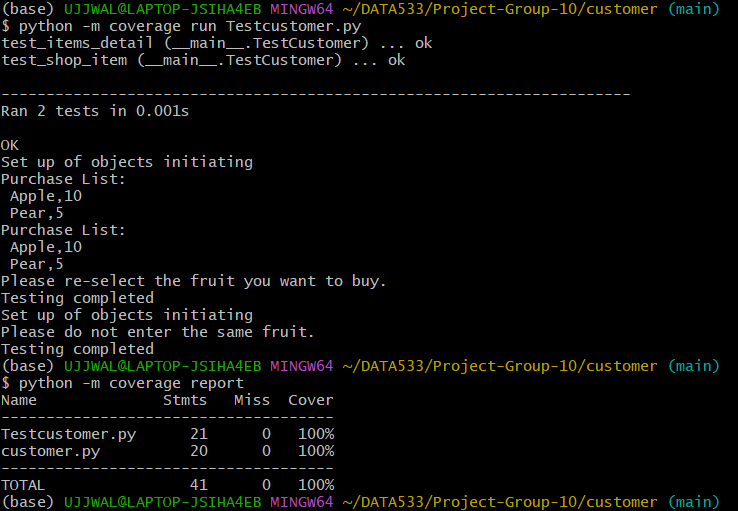 (base) UJJWAL@LAPTOP-JSIHA4EB MINGW64 ~/DATA533/Project-Group-10/customer (main)
$ python -m coverage run Testcustomer.py
test_items_detail (__main__.TestCustomer) ... ok
test_shop_item (__main__.TestCustomer) ... ok
----------------------------------------------------------------------
Ran 2 tests in 0.001s
OK
Set up of objects initiating
Purchase List:
 Apple,10
 Pear,5
Purchase List:
 Apple,10
 Pear,5
Please re-select the fruit you want to buy.
Testing completed
Set up of objects initiating
Please do not enter the same fruit.
Testing completed
(base) UJJWAL@LAPTOP-JSIHA4EB MINGW64 ~/DATA533/Project-Group-10/customer (main)
$ python -m coverage report
Name              Stmts   Miss  Cover
-------------------------------------
Testcustomer.py      21      0   100%
customer.py          20      0   100%
-------------------------------------
TOTAL                41      0   100%
(base) UJJWAL@LAPTOP-JSIHA4EB MINGW64 ~/DATA533/Project-Group-10/customer (main)